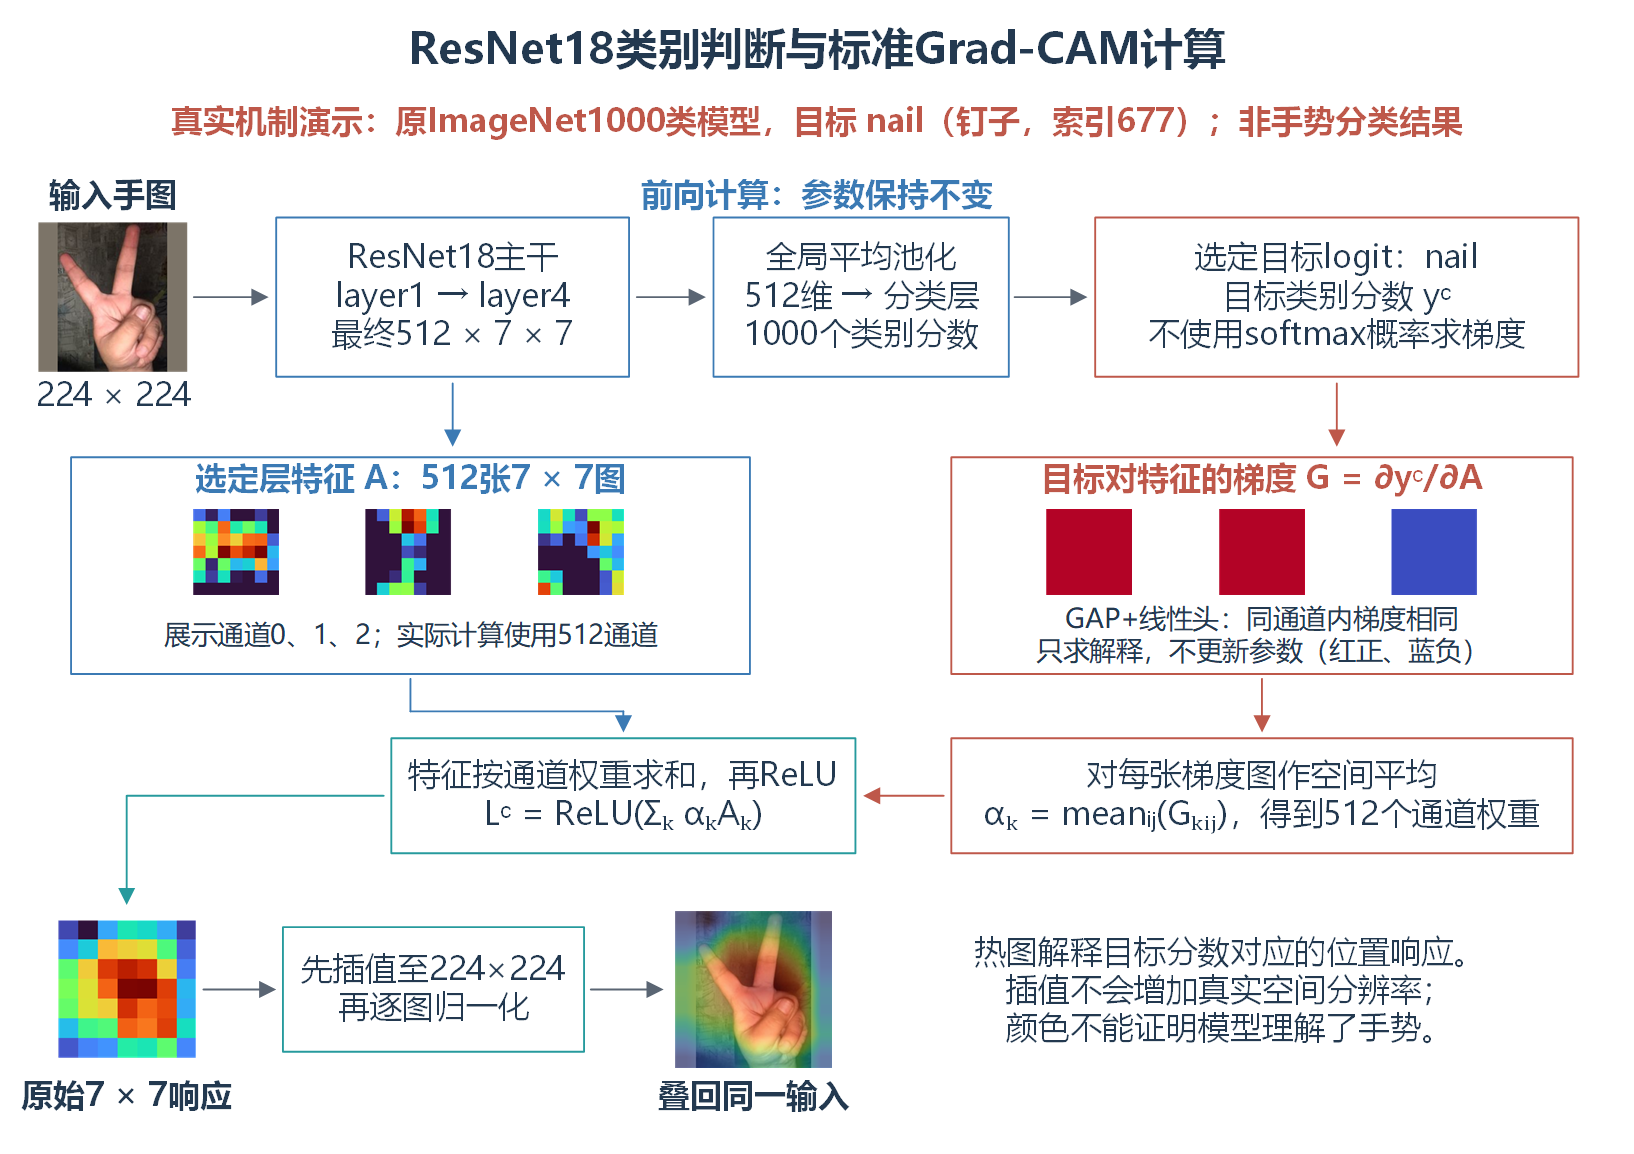 ResNet18类别判断与标准Grad-CAM计算
真实机制演示：原ImageNet1000类模型，目标 nail（钉子，索引677）；非手势分类结果
输入手图
224 × 224
前向计算：参数保持不变
ResNet18主干
layer1 → layer4
最终512 × 7 × 7
全局平均池化
512维 → 分类层
1000个类别分数
选定目标logit：nail
目标类别分数 yᶜ
不使用softmax概率求梯度
选定层特征 A：512张7 × 7图
展示通道0、1、2；实际计算使用512通道
目标对特征的梯度 G = ∂yᶜ/∂A
GAP+线性头：同通道内梯度相同
只求解释，不更新参数（红正、蓝负）
特征按通道权重求和，再ReLU
Lᶜ = ReLU(Σₖ αₖAₖ)
对每张梯度图作空间平均
αₖ = meanᵢⱼ(Gₖᵢⱼ)，得到512个通道权重
原始7 × 7响应
先插值至224×224
再逐图归一化
叠回同一输入
热图解释目标分数对应的位置响应。
插值不会增加真实空间分辨率；
颜色不能证明模型理解了手势。